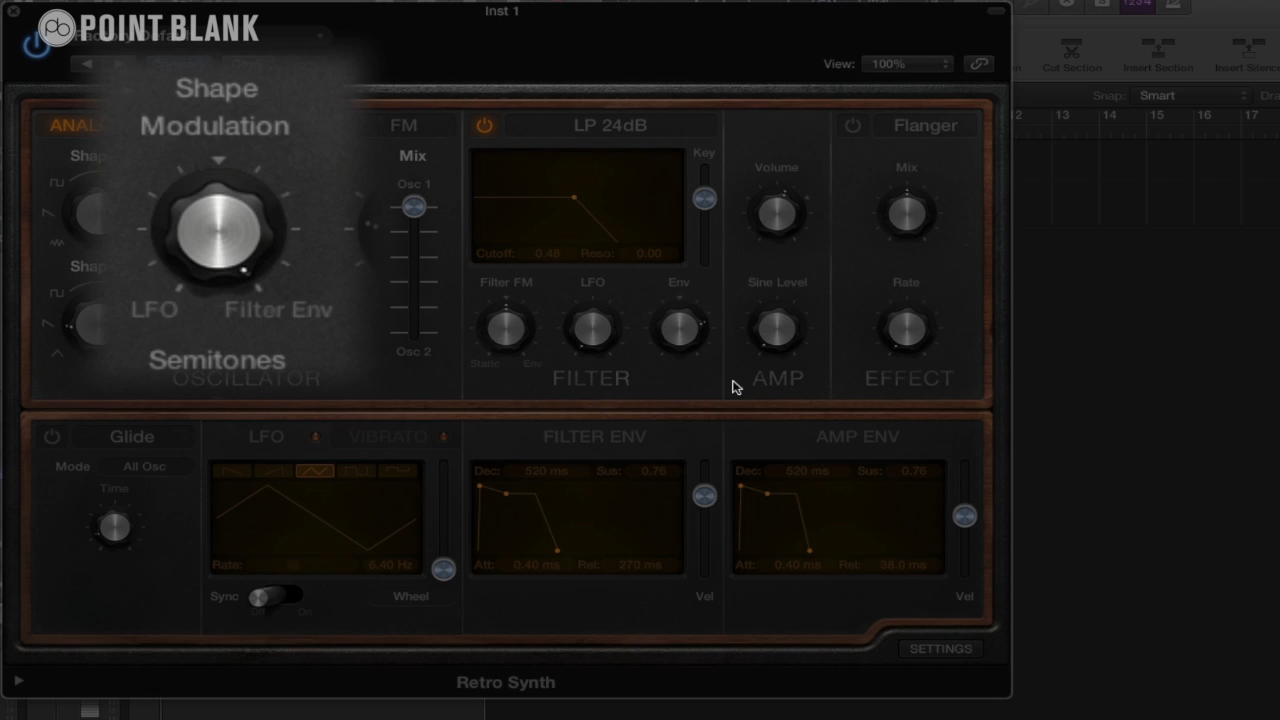 Inst 1
POINT BLANK
View: 100%
Cut Section
Insert Section
Insert Silence
Snap: Smart
12 13 14 15 16 17
1234
Shape
Modulation
LFO
Filter Env
Semitones
OSCILLATOR
FM
Mix
Osc 1
Osc 2
LP 24dB
Key
Cutoff: 0.48 Reso: 0.00
Filter FM
LFO
Env
Static
Env
FILTER
Volume
Sine Level
AMP
Flanger
Mix
Rate
EFFECT
Glide
Mode All Osc
Time
LFO
VIBRATO
Rate: 6.40 Hz
Sync
Off
On
Wheel
FILTER ENV
Dec: 520 ms Sus: 0.76
Att: 0.40 ms Rel: 270 ms
Vel
AMP ENV
Dec: 520 ms Sus: 0.76
Att: 0.40 ms Rel: 38.0 ms
Vel
SETTINGS
Retro Synth